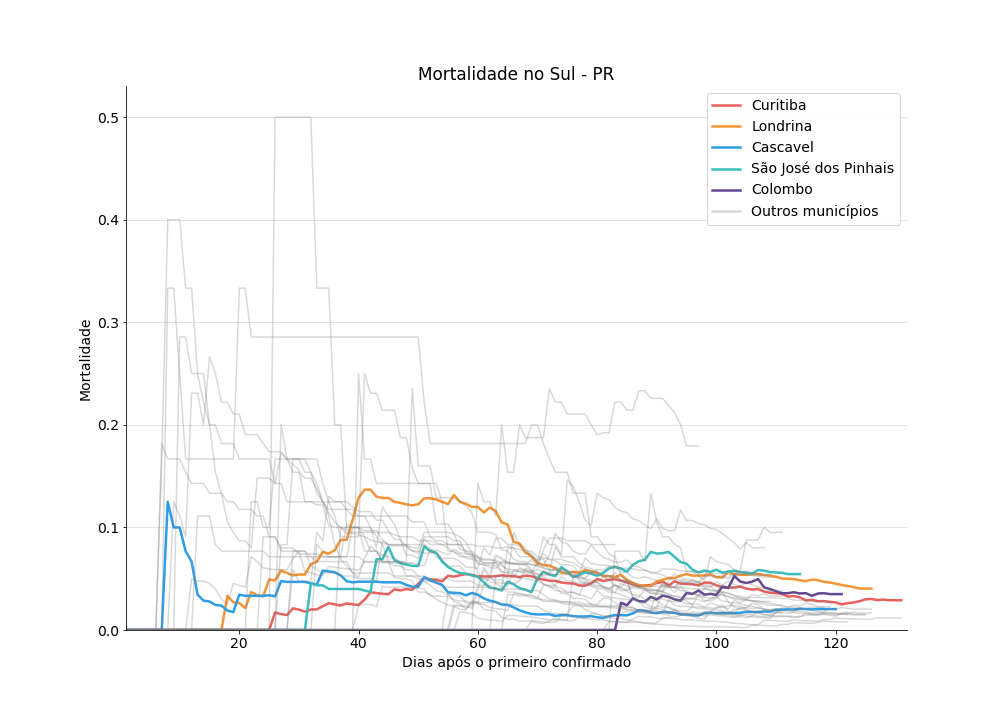 Mortalidade no Sul - PR
Curitiba
Londrina
Cascavel
São José dos Pinhais
Colombo
Outros municípios
Mortalidade
0.5
0.4
0.3
0.2
0.1
0.0
20
40
60
80
100
120
Dias após o primeiro confirmado